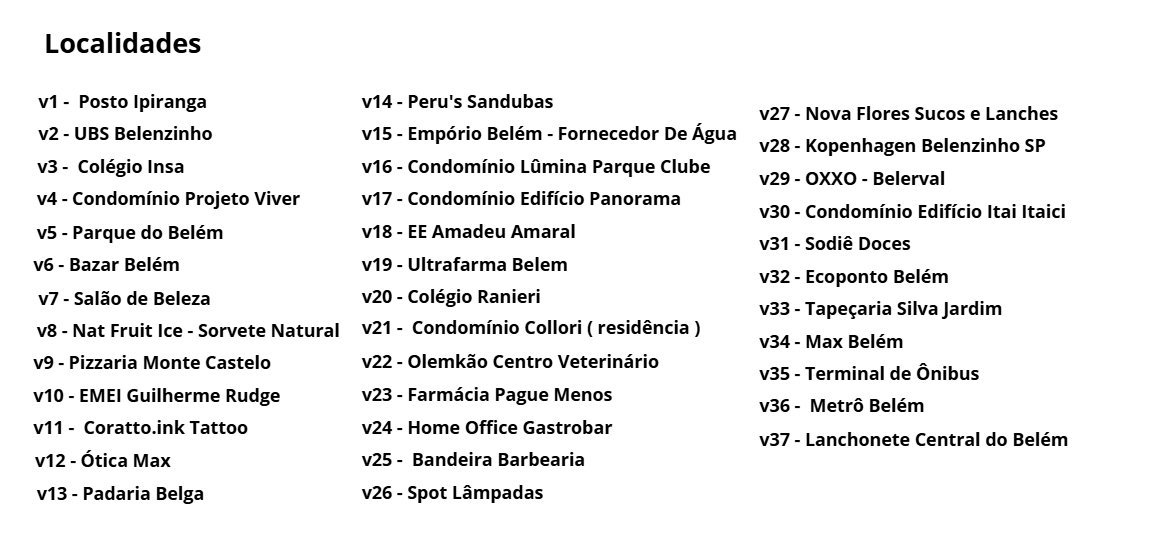 Localidades
v1 -  Posto Ipiranga
v2 - UBS Belenzinho
v3 -  Colégio Insa
v4 - Condomínio Projeto Viver
v5 - Parque do Belém
v6 - Bazar Belém
v7 - Salão de Beleza
v8 - Nat Fruit Ice - Sorvete Natural
v9 - Pizzaria Monte Castelo
v10 - EMEI Guilherme Rudge
v11 -  Coratto.ink Tattoo
v12 - Ótica Max
v13 - Padaria Belga
v14 - Peru's Sandubas
v15 - Empório Belém - Fornecedor De Água
v16 - Condomínio Lûmina Parque Clube
v17 - Condomínio Edifício Panorama
v18 - EE Amadeu Amaral
v19 - Ultrafarma Belem
v20 - Colégio Ranieri
v21 -  Condomínio Collori ( residência )
v22 - Olemkão Centro Veterinário
v23 - Farmácia Pague Menos
v24 - Home Office Gastrobar
v25 -  Bandeira Barbearia
v26 - Spot Lâmpadas
v27 - Nova Flores Sucos e Lanches
v28 - Kopenhagen Belenzinho SP
v29 - OXXO - Belerval
v30 - Condomínio Edifício Itai Itaici
v31 - Sodiê Doces
v32 - Ecoponto Belém
v33 - Tapeçaria Silva Jardim
v34 - Max Belém
v35 - Terminal de Ônibus
v36 -  Metrô Belém
v37 - Lanchonete Central do Belém